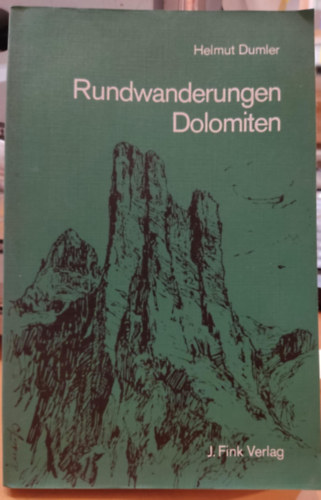 Helmut Dumler
Rundwanderungen
Dolomiten
J. Fink Verlag